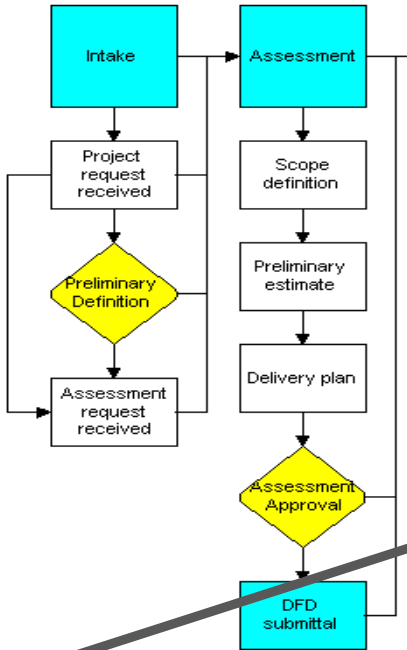 Intake
Project
request
received
Preliminary
Definition
Assessment
request
received
Assessment
Scope
definition
Preliminary
estimate
Delivery plan
Assessment
Approval
DFD
submittal